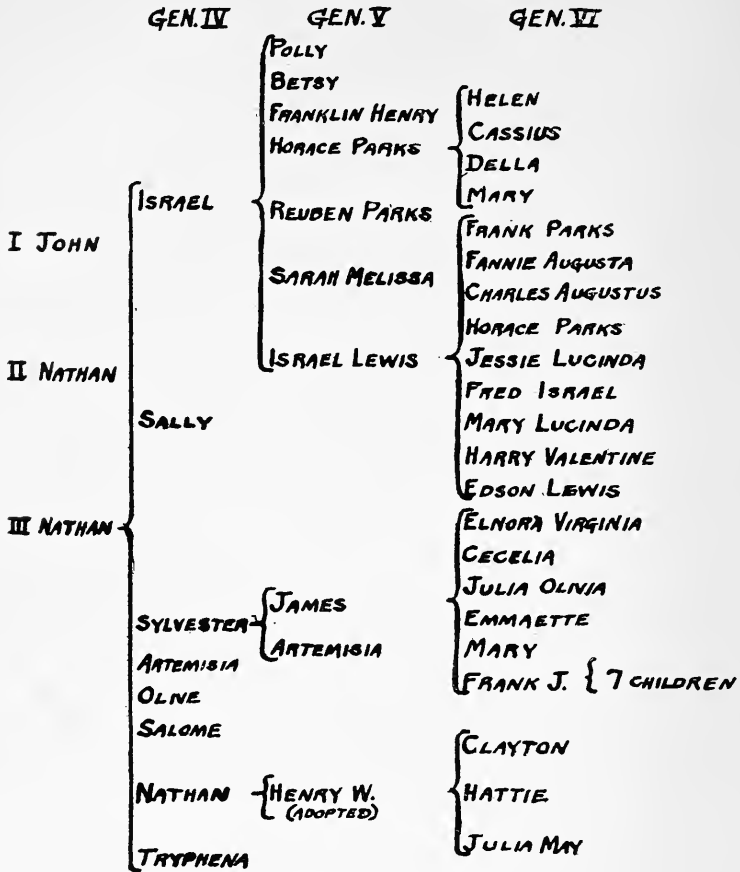 GEN. IV GEN. V GEN. VI
POLLY
BETSY
FRANKLIN HENRY
HORACE PARKS
HELEN
CASSIUS
DELLA
MARY
ISRAEL
REUBEN PARKS
I JOHN
SARAH MELISSA
FRANK PARKS
FANNIE AUGUSTA
CHARLES AUGUSTUS
HORACE PARKS
II NATHAN
ISRAEL LEWIS
JESSIE LUCINDA
FRED ISRAEL
SALLY
MARY LUCINDA
HARRY VALENTINE
EDSON LEWIS
III NATHAN
ELNORA VIRGINIA
CECELIA
JULIA OLIVIA
EMMAETTE
MARY
FRANK J. { 7 CHILDREN
SYLVESTER
JAMES
ARTEMISIA
ARTEMISIA
OLIVE
SALOME
NATHAN
HENRY W.
(ADOPTED)
CLAYTON
HATTIE
JULIA MAY
TRYPHENA